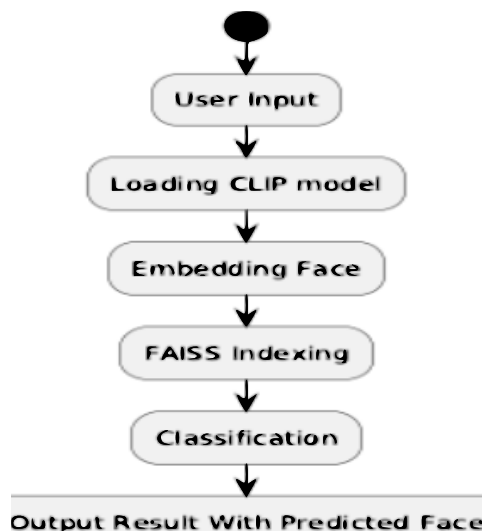 User Input
Loading CLIP model
Embedding Face
FAISS Indexing
Classification
Output Result With Predicted Face